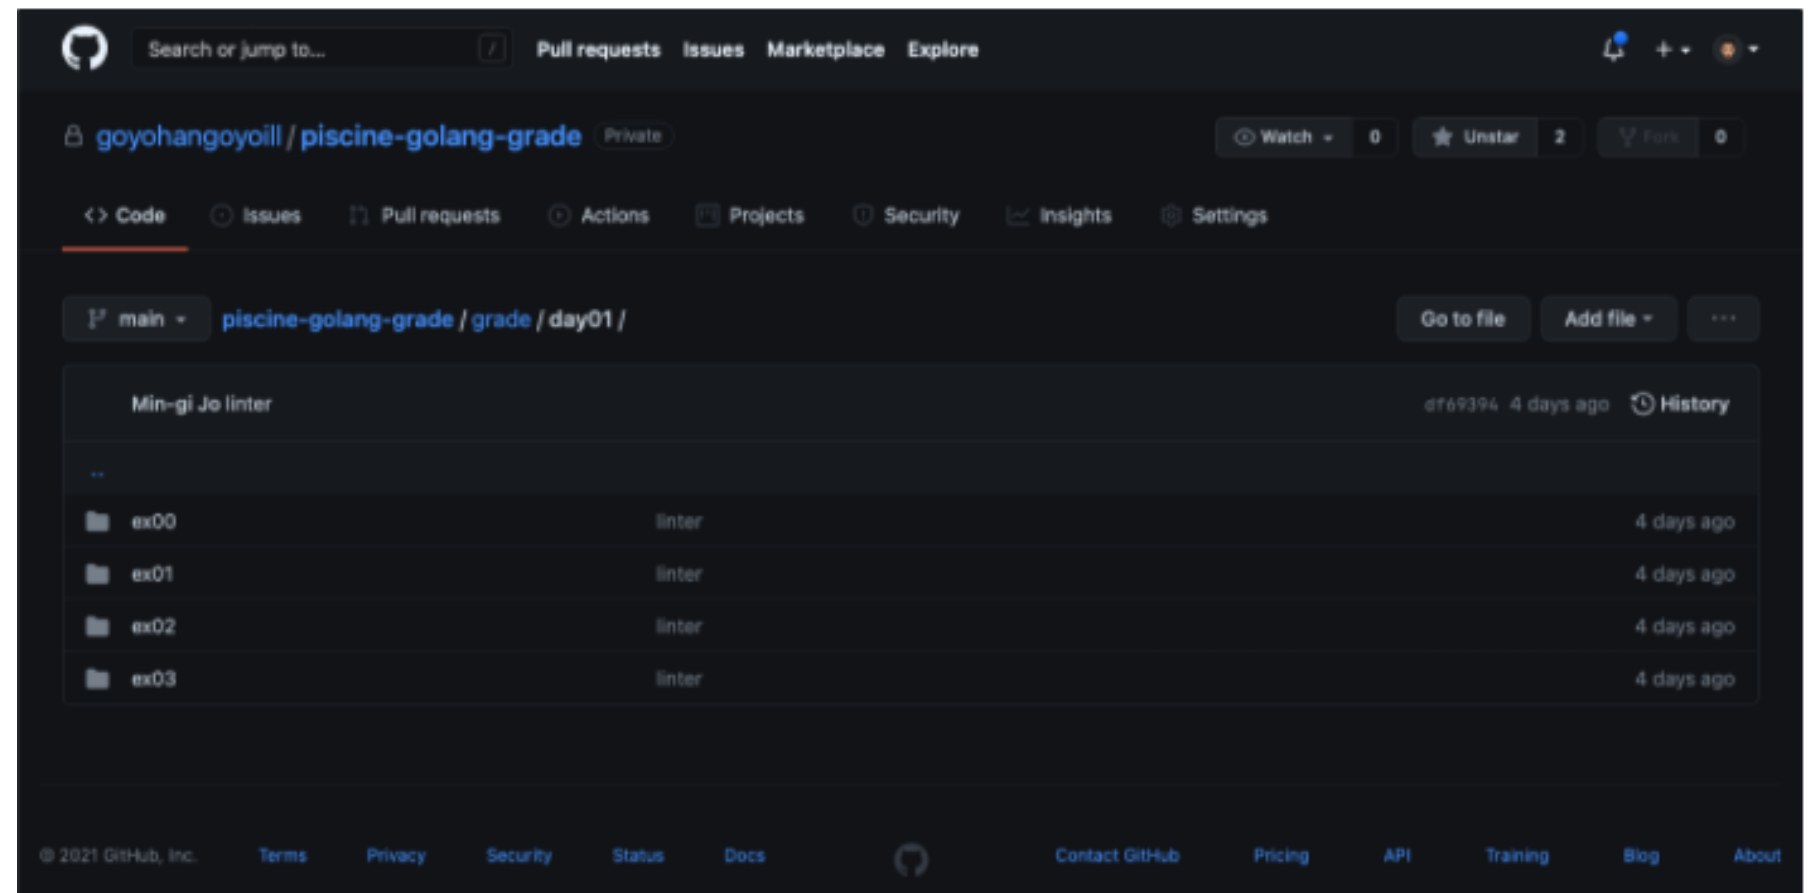 Search or jump to... / Pull requests Issues Marketplace Explore
goyohangoyoill / piscine-golang-grade Private Watch 0 Unstar 2 Fork 0
<> Code Issues Pull requests Actions Projects Security Insights Settings
main piscine-golang-grade / grade / day01 / Go to file Add file ...
Min-gi Jo linter df69394 4 days ago History
..
ex00 linter 4 days ago
ex01 linter 4 days ago
ex02 linter 4 days ago
ex03 linter 4 days ago
© 2021 GitHub, Inc. Terms Privacy Security Status Docs Contact GitHub Pricing API Training Blog About